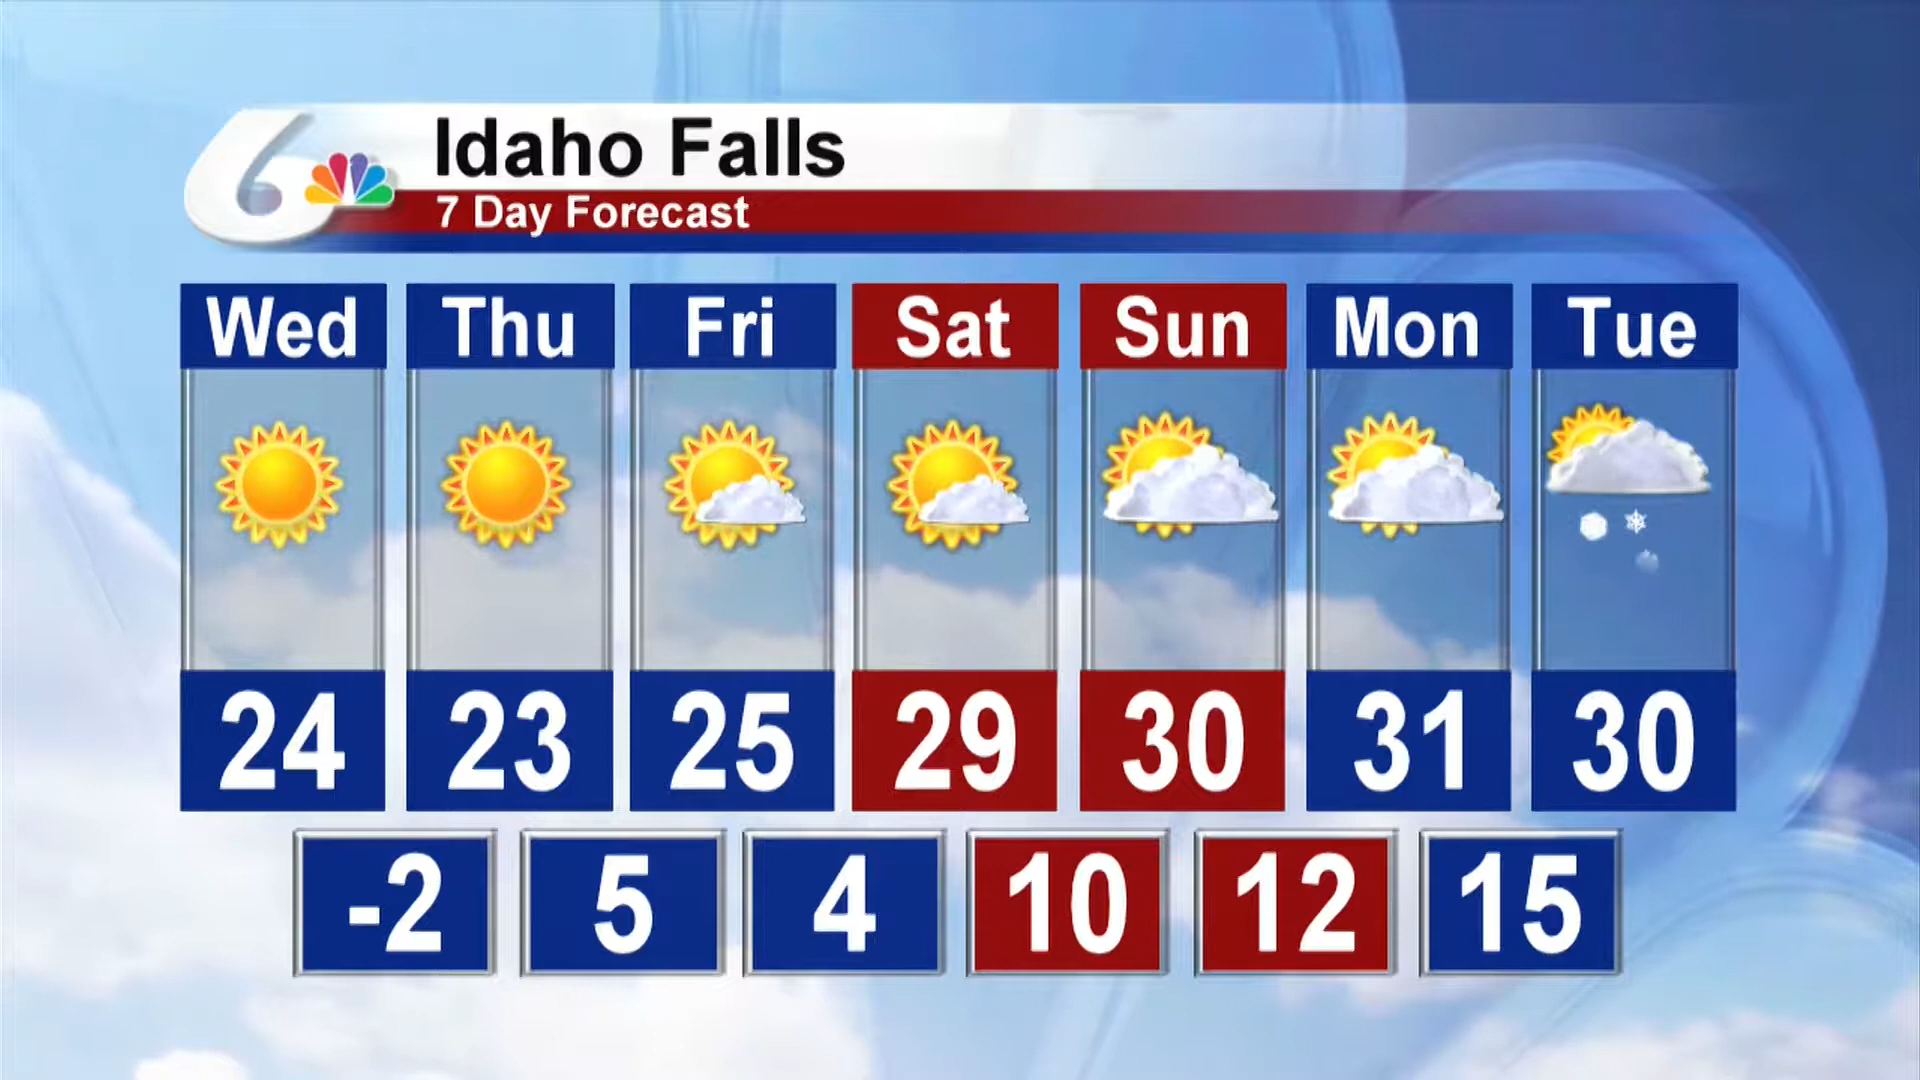 6
Idaho Falls
7 Day Forecast
Wed Thu Fri Sat Sun Mon Tue
24 23 25 29 30 31 30
-2 5 4 10 12 15